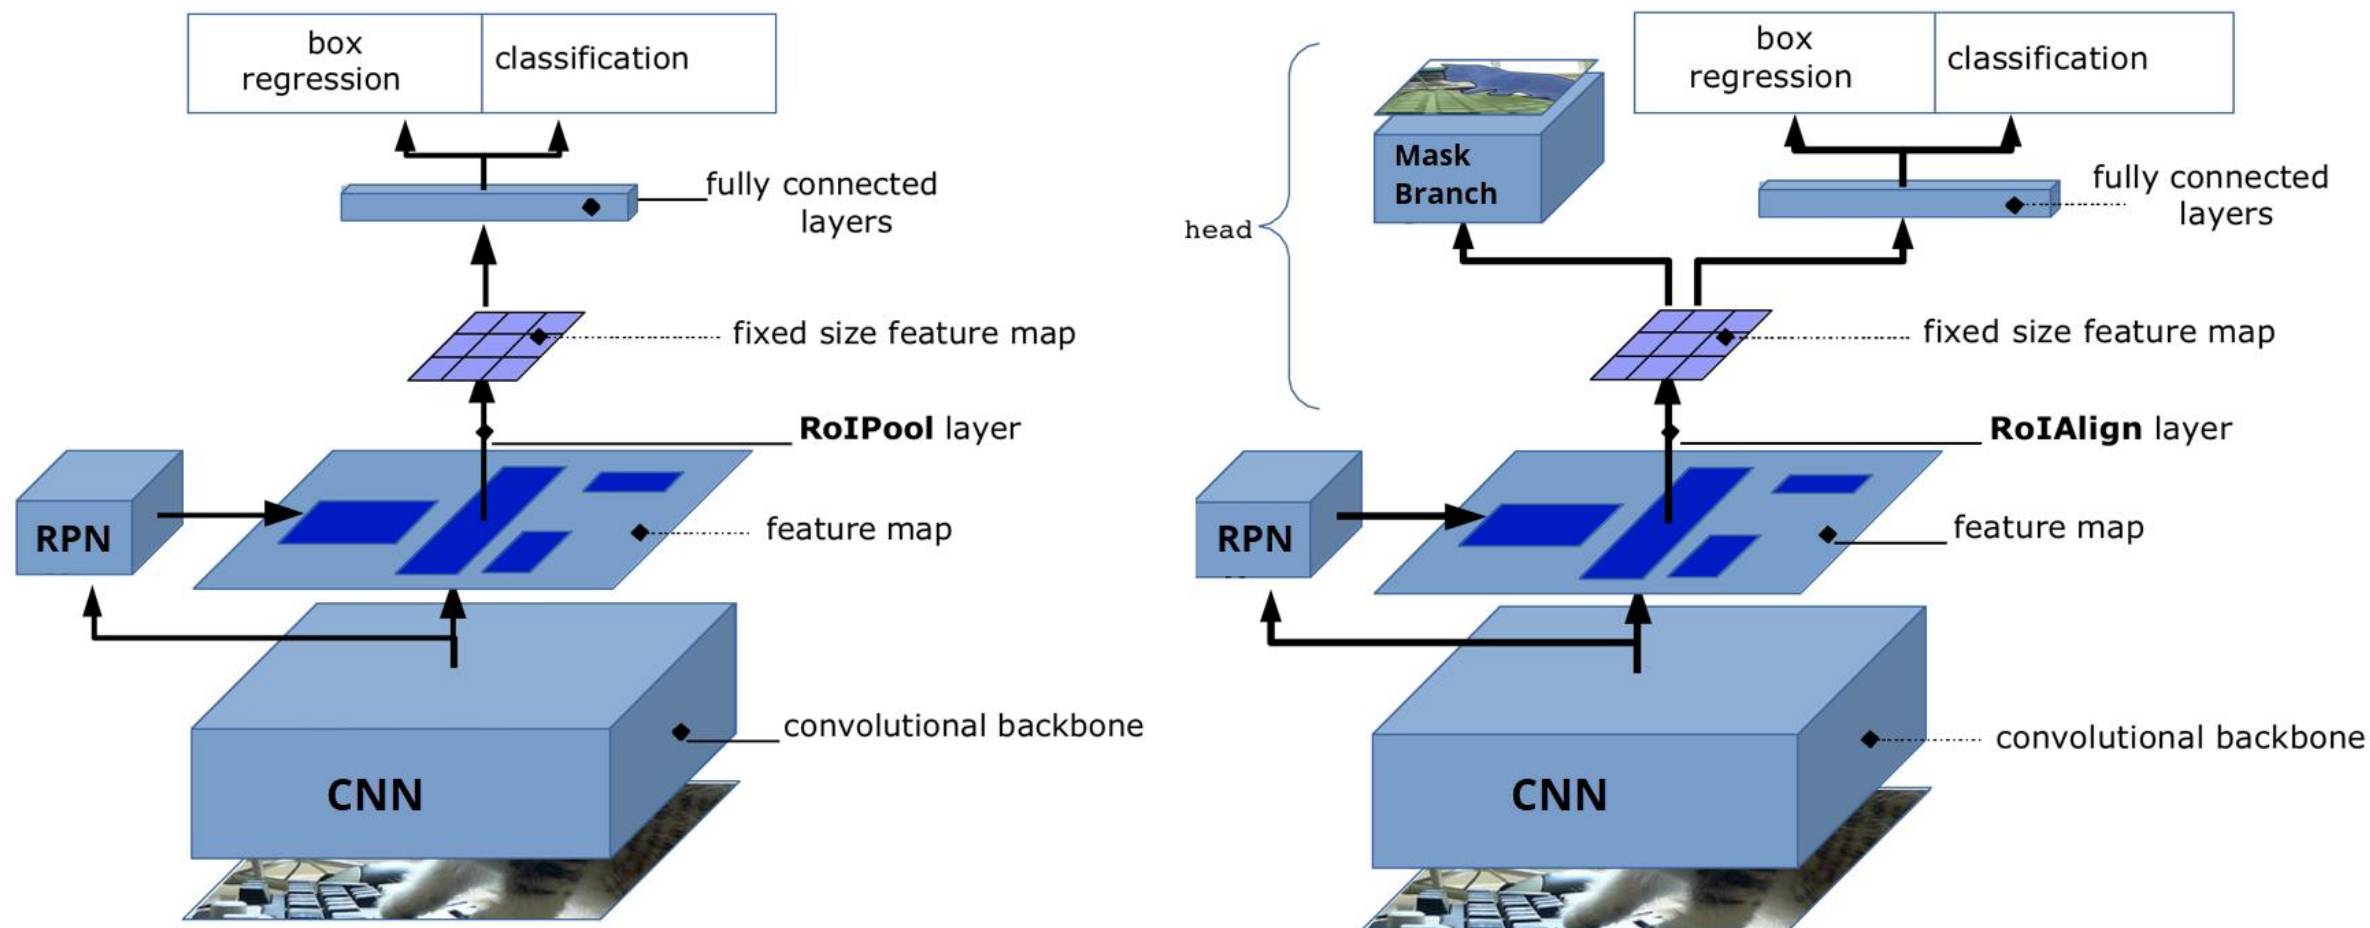 box
regression
classification
fully connected
layers
fixed size feature map
RoIPool layer
RPN
feature map
convolutional backbone
CNN
head
Mask
Branch
box
regression
classification
fully connected
layers
fixed size feature map
RoIAlign layer
RPN
feature map
convolutional backbone
CNN